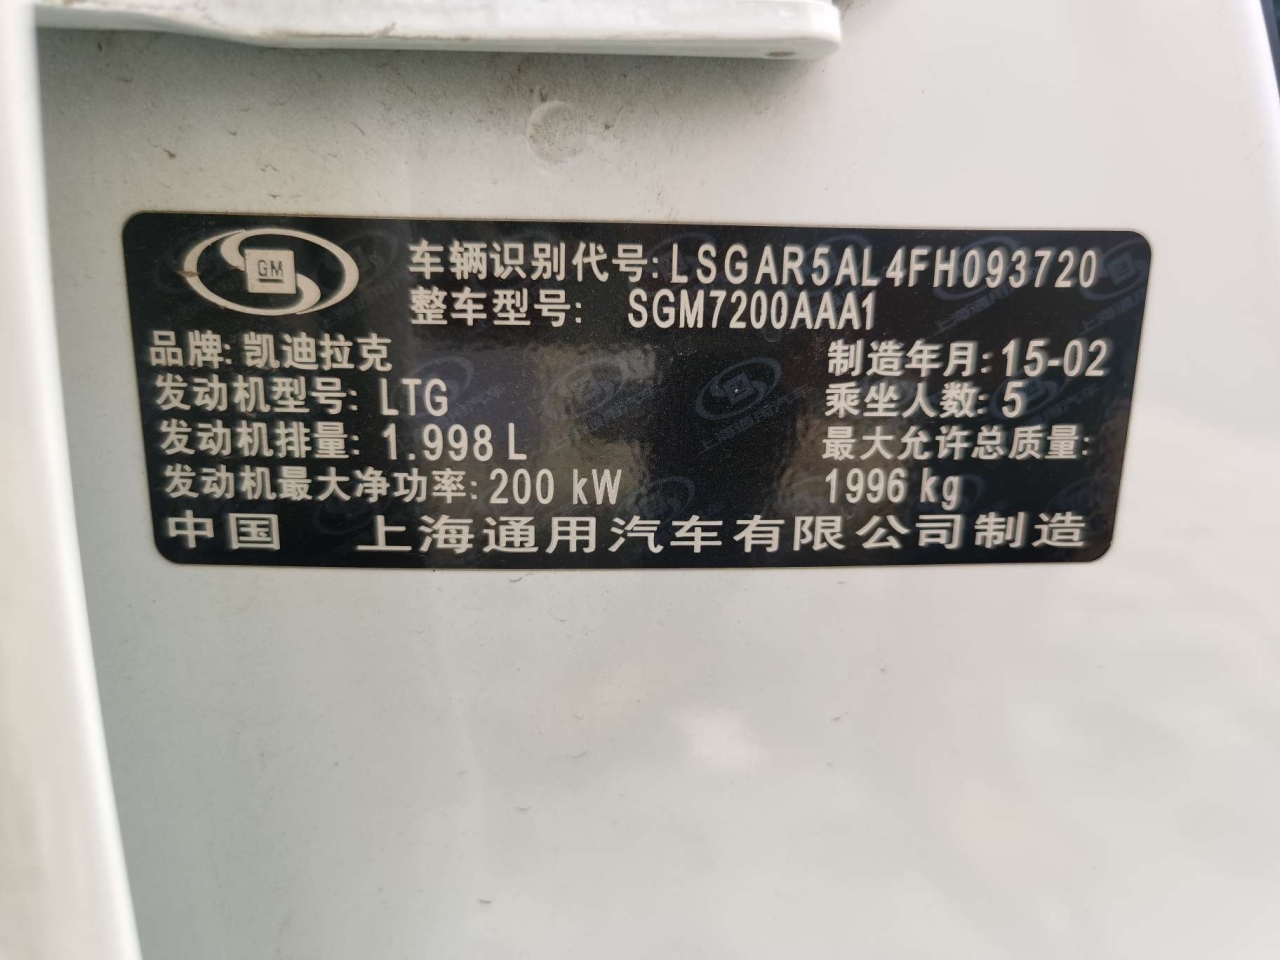 GM
车辆识别代号: LSGAR5AL4FH093720
整车型号: SGM7200AAA1
品牌: 凯迪拉克
制造年月: 15-02
发动机型号: LTG
乘坐人数: 5
发动机排量: 1.998 L
最大允许总质量:
发动机最大净功率: 200 kW
1996 kg
中国 上海通用汽车有限公司制造